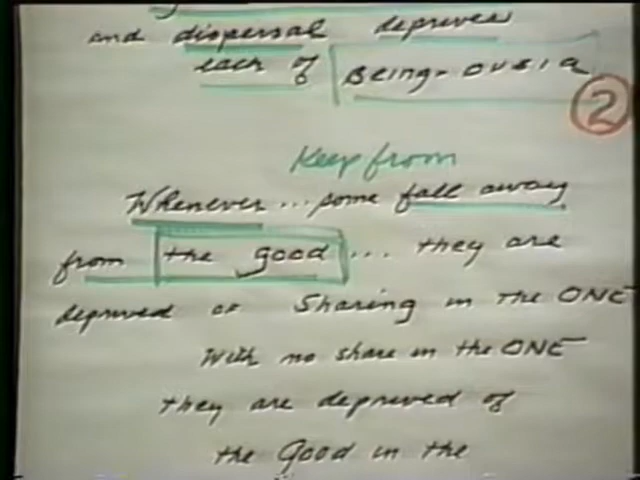 and dispersal deprives
each of Being-ousia
2
Keep from
Whenever ... some fall away
from the good ... they are
deprived of Sharing in the ONE
With no share in the ONE
they are deprived of
the Good in the